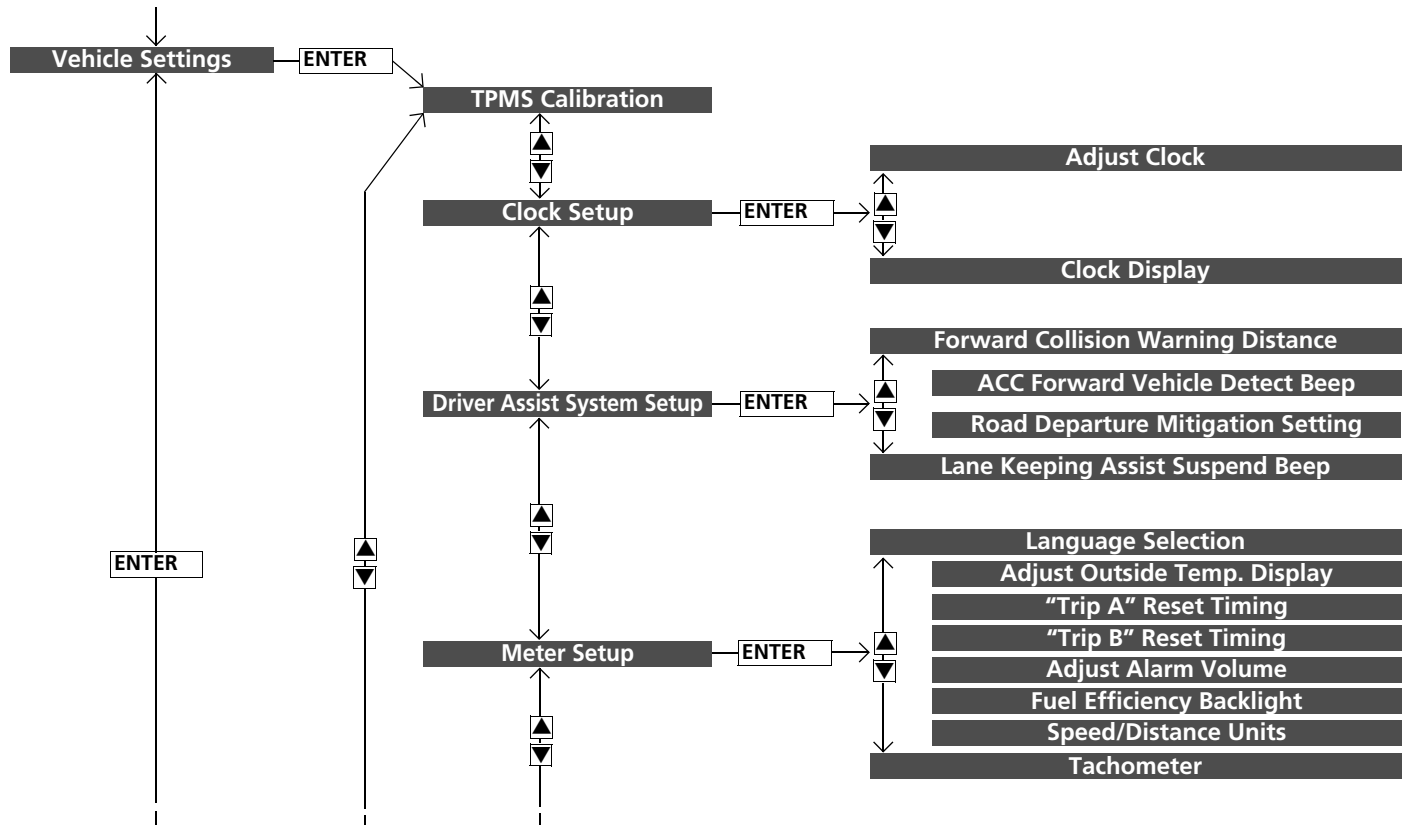 Vehicle Settings
ENTER
TPMS Calibration
▲
▼
Adjust Clock
Clock Setup
ENTER
▲
▼
Clock Display
▲
▼
Forward Collision Warning Distance
ACC Forward Vehicle Detect Beep
Driver Assist System Setup
ENTER
▲
▼
Road Departure Mitigation Setting
Lane Keeping Assist Suspend Beep
▲
▼
Language Selection
ENTER
▲
▼
Adjust Outside Temp. Display
“Trip A” Reset Timing
“Trip B” Reset Timing
Meter Setup
ENTER
▲
▼
Adjust Alarm Volume
Fuel Efficiency Backlight
▲
▼
Speed/Distance Units
Tachometer